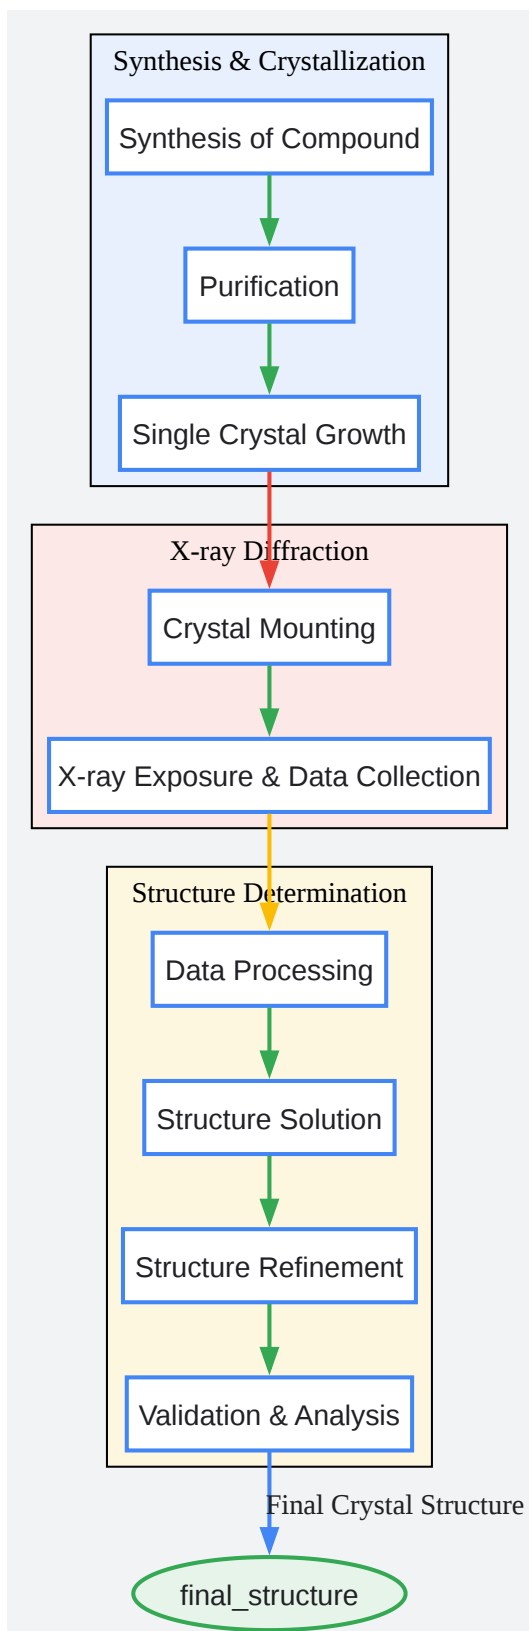 Synthesis & Crystallization
Synthesis of Compound
Purification
Single Crystal Growth
X-ray Diffraction
Crystal Mounting
X-ray Exposure & Data Collection
Structure Determination
Data Processing
Structure Solution
Structure Refinement
Validation & Analysis
Final Crystal Structure
final_structure